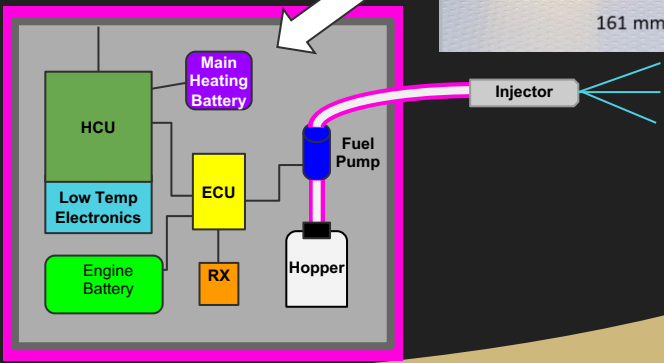 161 mm
Main
Heating
Battery
Injector
HCU
Fuel
Pump
Low Temp
Electronics
ECU
Engine
Battery
RX
Hopper